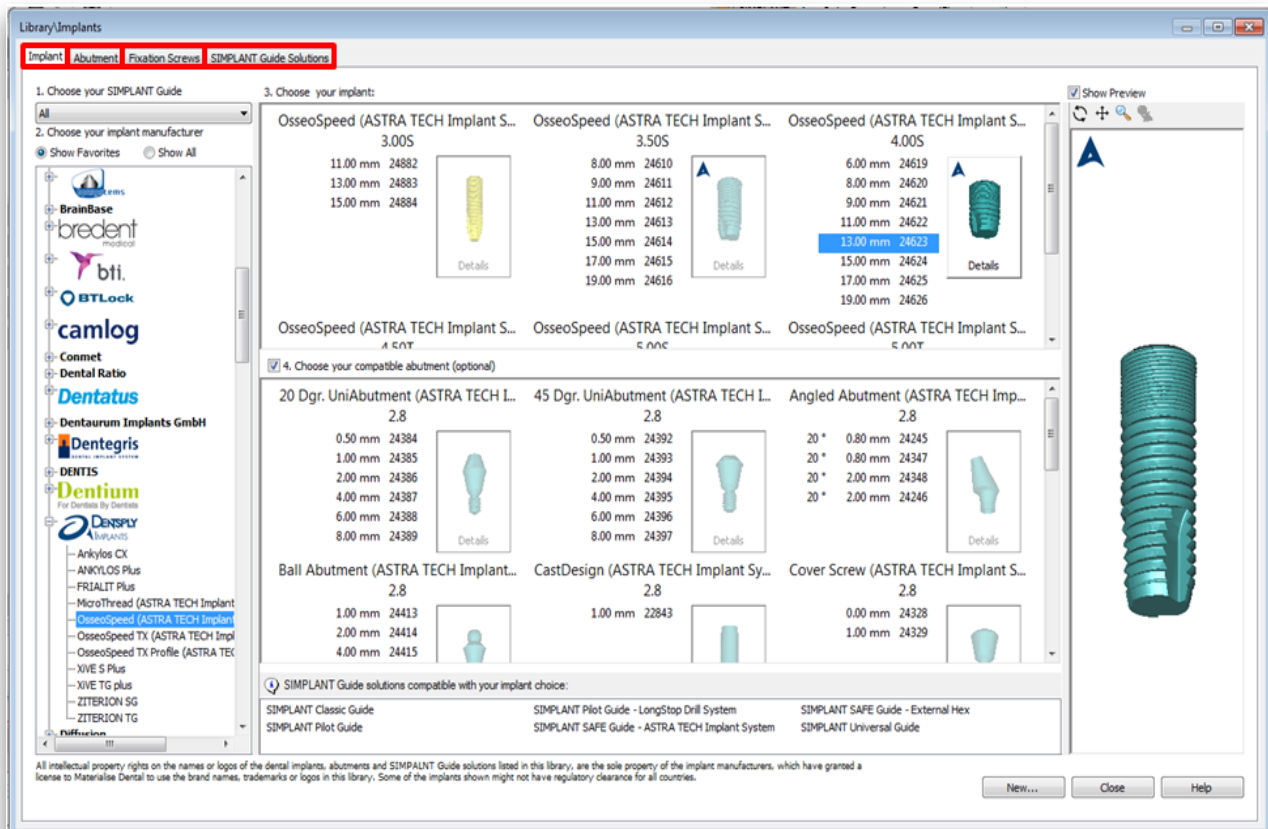 Library\Implants
Implant
Abutment
Fixation Screws
SIMPLANT Guide Solutions
1. Choose your SIMPLANT Guide
All
2. Choose your implant manufacturer
Show Favorites
Show All
BrainBase
bredent
medical
bti.
BTLock
camlog
Conmet
Dental Ratio
Dentatus
Dentaurum Implants GmbH
Dentegris
DENTAL IMPLANT SYSTEM
DENTIS
Dentium
For Dentists By Dentists
DENTSPLY
IMPLANTS
Ankylos CX
ANKYLOS Plus
FRIALIT Plus
MicroThread (ASTRA TECH Implant
OsseoSpeed (ASTRA TECH Implant
OsseoSpeed TX (ASTRA TECH Impl
OsseoSpeed TX Profile (ASTRA TEC
XiVE S Plus
XiVE TG plus
ZITERION SG
ZITERION TG
Diffusion
3. Choose your implant:
OsseoSpeed (ASTRA TECH Implant S...
3.00S
11.00 mm 24882
13.00 mm 24883
15.00 mm 24884
Details
OsseoSpeed (ASTRA TECH Implant S...
3.50S
8.00 mm 24610
9.00 mm 24611
11.00 mm 24612
13.00 mm 24613
15.00 mm 24614
17.00 mm 24615
19.00 mm 24616
Details
OsseoSpeed (ASTRA TECH Implant S...
4.00S
6.00 mm 24619
8.00 mm 24620
9.00 mm 24621
11.00 mm 24622
13.00 mm 24623
15.00 mm 24624
17.00 mm 24625
19.00 mm 24626
Details
OsseoSpeed (ASTRA TECH Implant S...
4.50T
OsseoSpeed (ASTRA TECH Implant S...
5.00S
OsseoSpeed (ASTRA TECH Implant S...
5.00T
4. Choose your compatible abutment (optional)
20 Dgr. UniAbutment (ASTRA TECH I...
2.8
0.50 mm 24384
1.00 mm 24385
2.00 mm 24386
4.00 mm 24387
6.00 mm 24388
8.00 mm 24389
Details
45 Dgr. UniAbutment (ASTRA TECH I...
2.8
0.50 mm 24392
1.00 mm 24393
2.00 mm 24394
4.00 mm 24395
6.00 mm 24396
8.00 mm 24397
Details
Angled Abutment (ASTRA TECH Imp...
2.8
20 ° 0.80 mm 24245
20 ° 0.80 mm 24347
20 ° 2.00 mm 24348
20 ° 2.00 mm 24246
Details
Ball Abutment (ASTRA TECH Implant...
2.8
1.00 mm 24413
2.00 mm 24414
4.00 mm 24415
CastDesign (ASTRA TECH Implant Sy...
2.8
1.00 mm 22843
Cover Screw (ASTRA TECH Implant S...
2.8
0.00 mm 24328
1.00 mm 24329
SIMPLANT Guide solutions compatible with your implant choice:
SIMPLANT Classic Guide
SIMPLANT Pilot Guide - LongStop Drill System
SIMPLANT SAFE Guide - External Hex
SIMPLANT Pilot Guide
SIMPLANT SAFE Guide - ASTRA TECH Implant System
SIMPLANT Universal Guide
Show Preview
All intellectual property rights on the names or logos of the dental implants, abutments and SIMPALNT Guide solutions listed in this library, are the sole property of the implant manufacturers, which have granted a
license to Materialise Dental to use the brand names, trademarks or logos in this library. Some of the implants shown might not have regulatory clearance for all countries.
New...
Close
Help